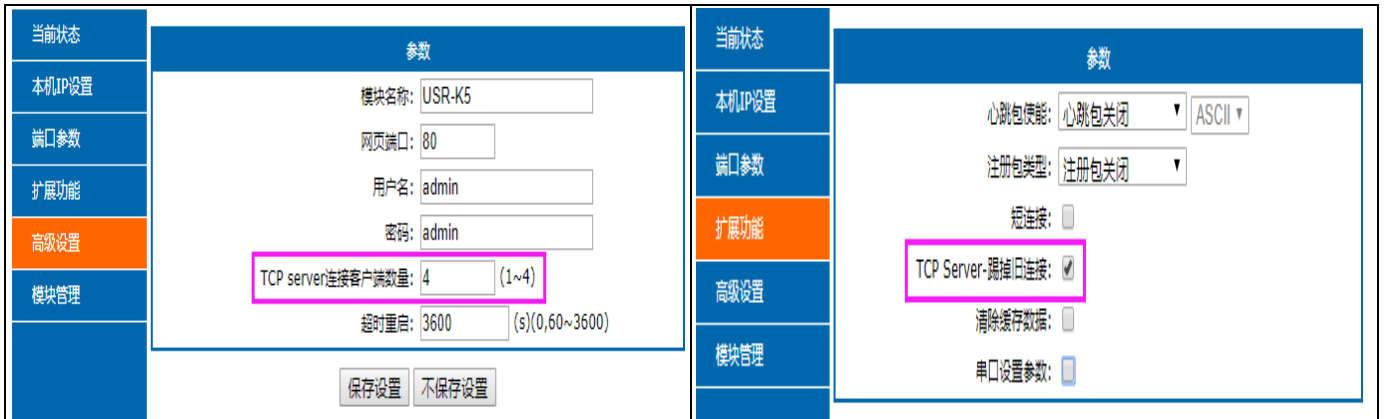 当前状态
本机IP设置
端口参数
扩展功能
高级设置
模块管理
参数
模块名称: USR-K5
网页端口: 80
用户名: admin
密码: admin
TCP server连接客户端数量: 4 (1~4)
超时重启: 3600 (s)(0,60~3600)
保存设置 不保存设置
当前状态
本机IP设置
端口参数
扩展功能
高级设置
模块管理
参数
心跳包使能: 心跳包关闭 ASCII
注册包类型: 注册包关闭
短连接:
TCP Server-踢掉旧连接:
清除缓存数据:
串口设置参数: